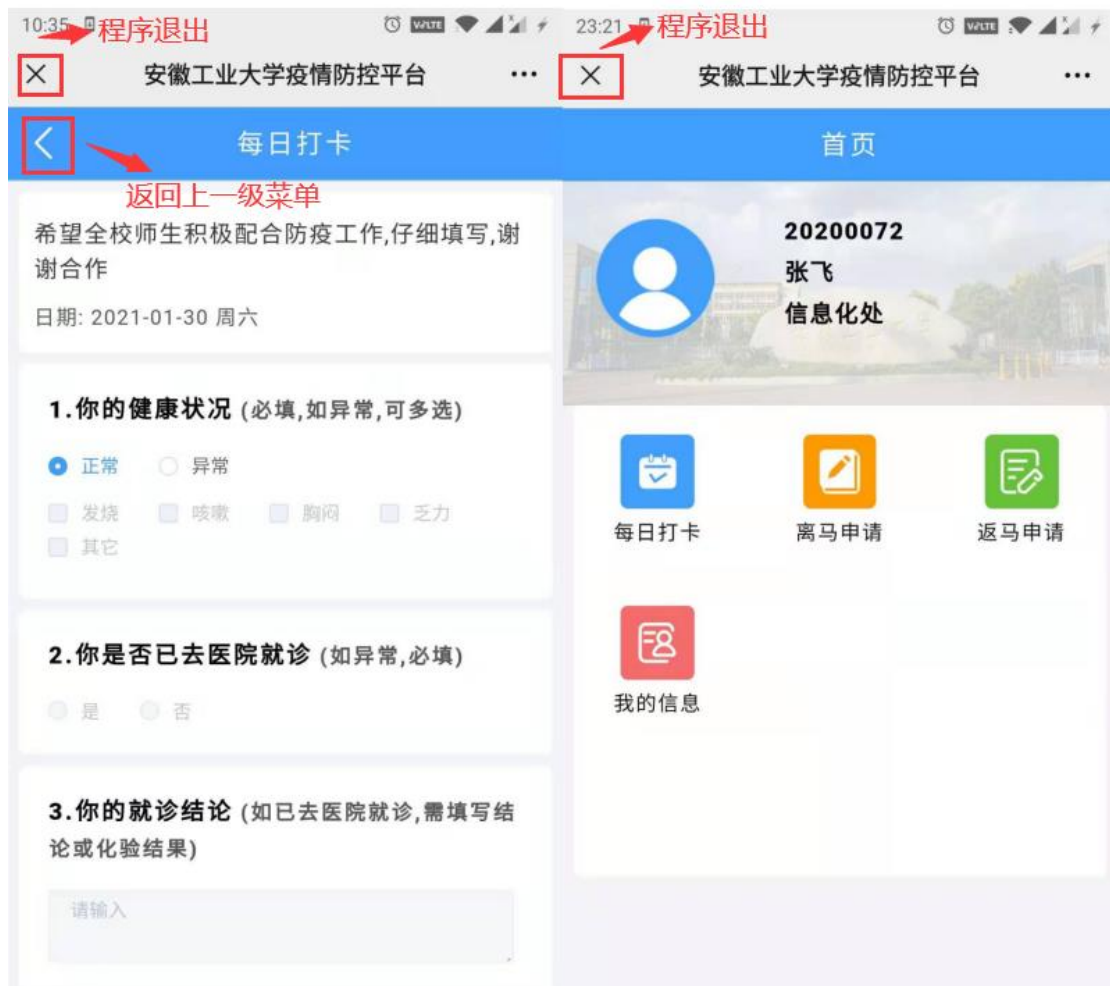 10:35
程序退出
VoLTE
安徽工业大学疫情防控平台
每日打卡
返回上一级菜单
希望全校师生积极配合防疫工作,仔细填写,谢
谢合作
日期: 2021-01-30 周六
1.你的健康状况 (必填,如异常,可多选)
正常 异常
发烧 咳嗽 胸闷 乏力
其它
2.你是否已去医院就诊 (如异常,必填)
是 否
3.你的就诊结论 (如已去医院就诊,需填写结
论或化验结果)
请输入
23:21
程序退出
VoLTE
安徽工业大学疫情防控平台
首页
20200072
张飞
信息化处
每日打卡 离马申请 返马申请
我的信息